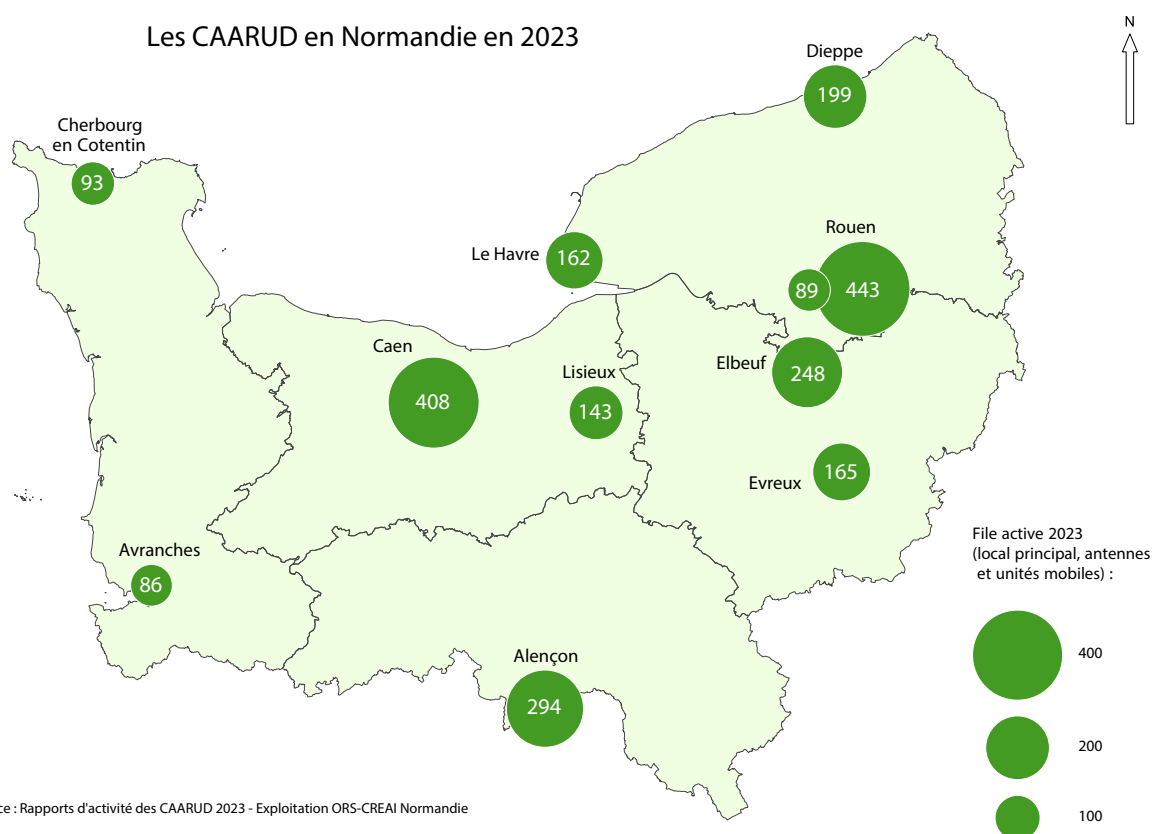 Les CAARUD en Normandie en 2023
N
Dieppe
199
Cherbourg
en Cotentin
93
Rouen
Le Havre
162
89
443
Caen
408
Lisieux
143
Elbeuf
248
Evreux
165
Avranches
86
Alençon
294
File active 2023
(local principal, antennes
et unités mobiles) :
400
200
100
: Rapports d'activité des CAARUD 2023 - Exploitation ORS-CREAI Normandie